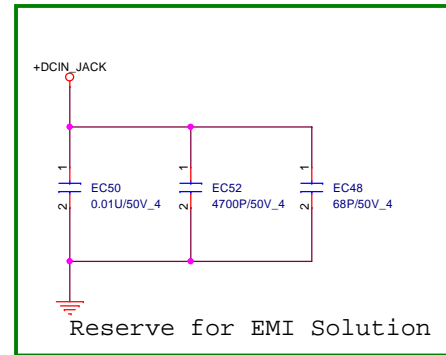 +DCIN_JACK
1
1
1
EC50
EC52
EC48
0.01U/50V_4
4700P/50V_4
68P/50V_4
2
2
2
Reserve for EMI Solution